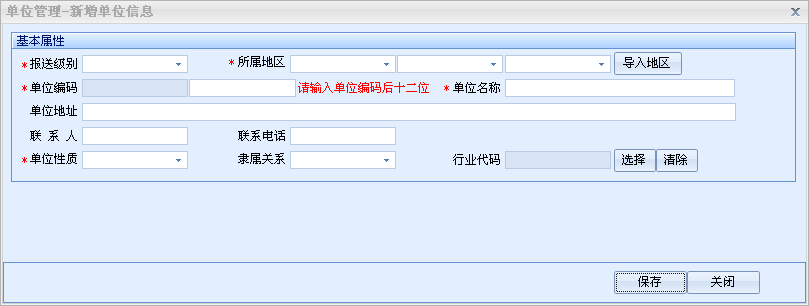 单位管理-新增单位信息
基本属性
*报送级别 *所属地区 导入地区
*单位编码 请输入单位编码后十二位 *单位名称
单位地址
联 系 人 联系电话
*单位性质 隶属关系 行业代码 选择 清除
保存 关闭